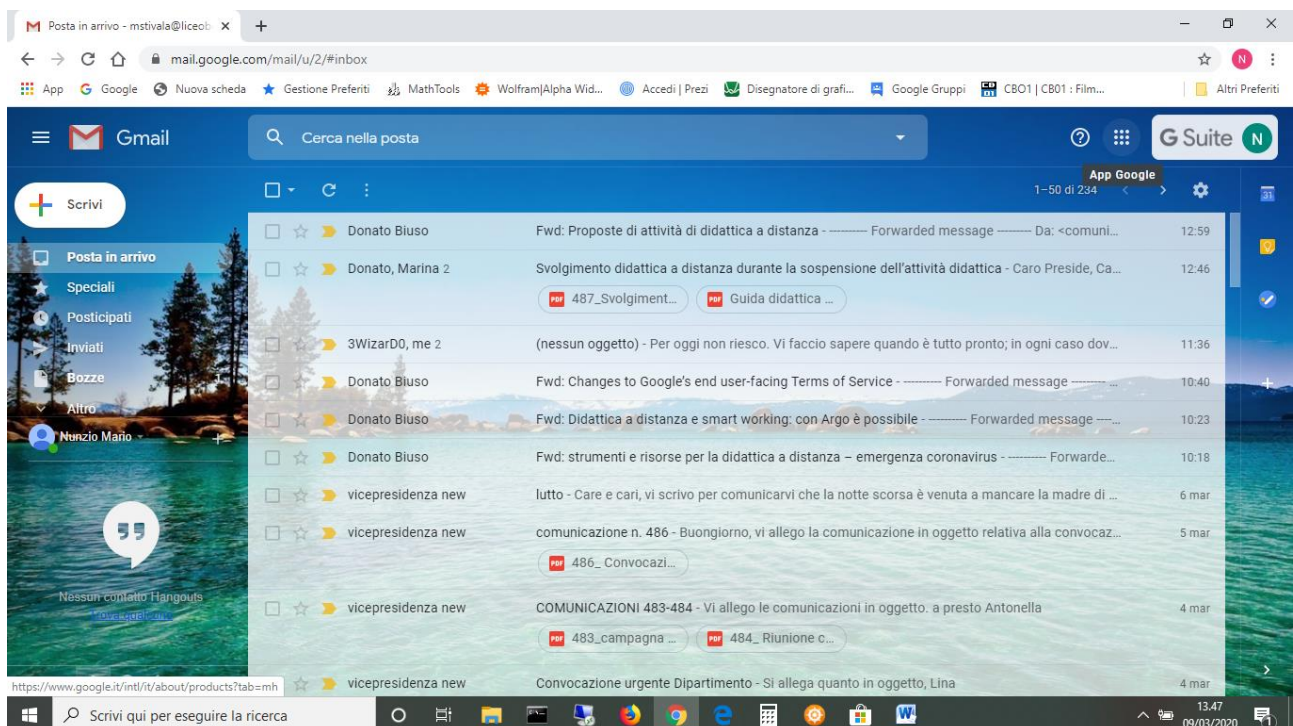 Posta in arrivo - mstivala@liceob
mail.google.com/mail/u/2/#inbox
N
App Google Nuova scheda Gestione Preferiti MathTools Wolfram|Alpha Wid... Accedi | Prezi Disegnatore di grafi... Google Gruppi CBO1 | CB01 : Film... Altri Preferiti
Gmail Cerca nella posta G Suite N
App Google
Scrivi 1–50 di 234 31
Donato Biuso Fwd: Proposte di attività di didattica a distanza - ---------- Forwarded message --------- Da: <comuni... 12:59
Posta in arrivo
Donato, Marina 2 Svolgimento didattica a distanza durante la sospensione dell'attività didattica - Caro Preside, Ca... 12:46
Speciali
PDF 487_Svolgiment... PDF Guida didattica ...
Posticipati
Inviati 3WizarD0, me 2 (nessun oggetto) - Per oggi non riesco. Vi faccio sapere quando è tutto pronto; in ogni caso dov... 11:36
Bozze 1 Donato Biuso Fwd: Changes to Google's end user-facing Terms of Service - ---------- Forwarded message --------- ... 10:40
Altro Donato Biuso Fwd: Didattica a distanza e smart working: con Argo è possibile - ---------- Forwarded message ----... 10:23
Nunzio Mario
Donato Biuso Fwd: strumenti e risorse per la didattica a distanza – emergenza coronavirus - ---------- Forwarde... 10:18
vicepresidenza new lutto - Care e cari, vi scrivo per comunicarvi che la notte scorsa è venuta a mancare la madre di ... 6 mar
vicepresidenza new comunicazione n. 486 - Buongiorno, vi allego la comunicazione in oggetto relativa alla convocaz... 5 mar
PDF 486_ Convocazi...
Nessun contatto Hangouts
Trova qualcuno
vicepresidenza new COMUNICAZIONI 483-484 - Vi allego le comunicazioni in oggetto. a presto Antonella 4 mar
PDF 483_campagna ... PDF 484_ Riunione c...
vicepresidenza new Convocazione urgente Dipartimento - Si allega quanto in oggetto, Lina 4 mar
https://www.google.it/intl/it/about/products?tab=mh
Scrivi qui per eseguire la ricerca 13.47
09/03/2020